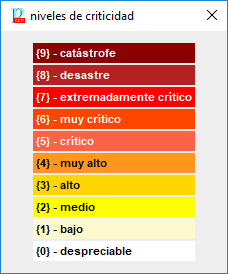 niveles de criticidad
{9} - catástrofe
{8} - desastre
{7} - extremadamente crítico
{6} - muy crítico
{5} - crítico
{4} - muy alto
{3} - alto
{2} - medio
{1} - bajo
{0} - despreciable